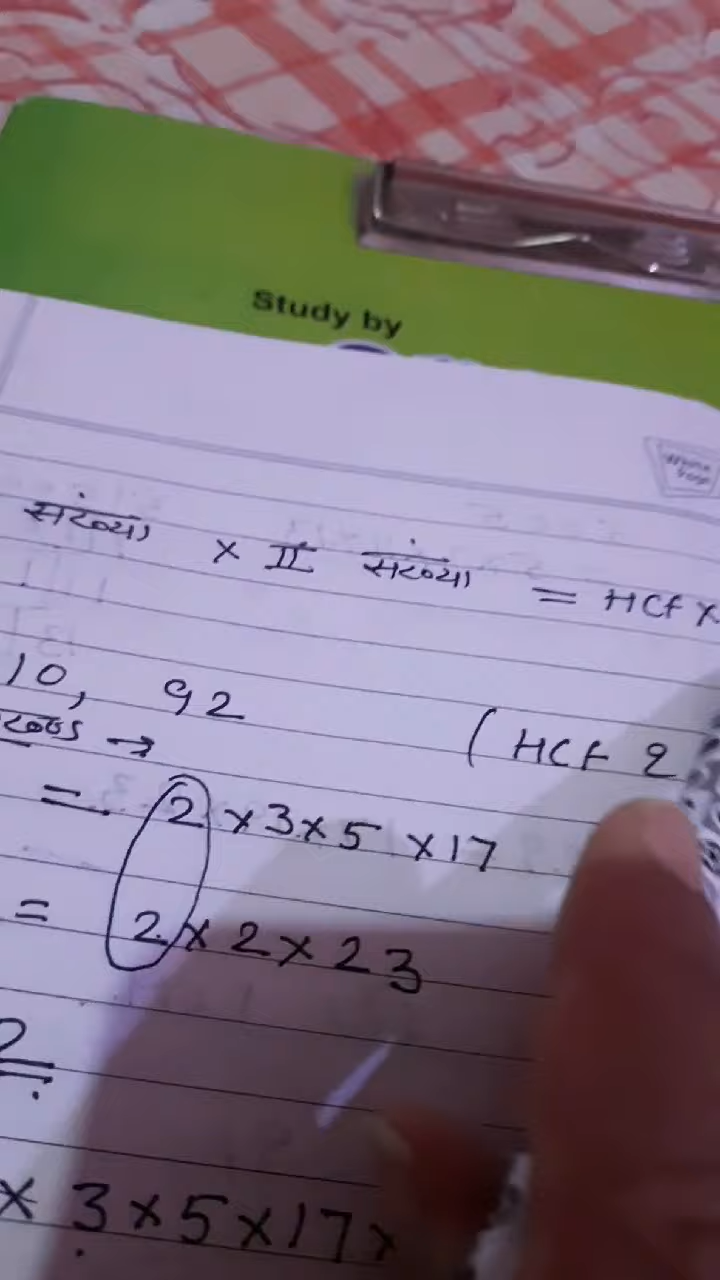 Study by
संख्या × II संख्या = HCF ×
10, 92
(HCF 2
= 2 × 3 × 5 × 17
= 2 × 2 × 23
2
× 3 × 5 × 17 ×